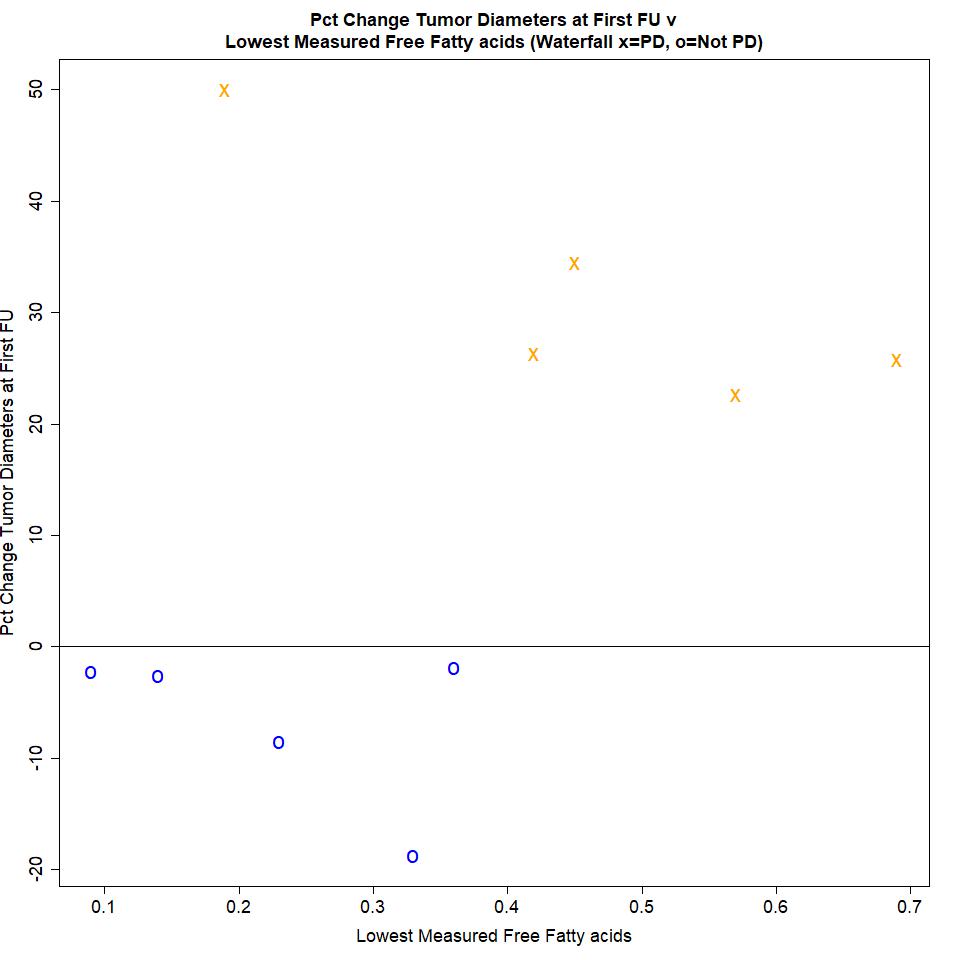 Pct Change Tumor Diameters at First FU v
Lowest Measured Free Fatty acids (Waterfall x=PD, o=Not PD)
Pct Change Tumor Diameters at First FU
50
40
30
20
10
0
-10
-20
X
X
X
X
X
O
O
O
O
O
0.1 0.2 0.3 0.4 0.5 0.6 0.7
Lowest Measured Free Fatty acids